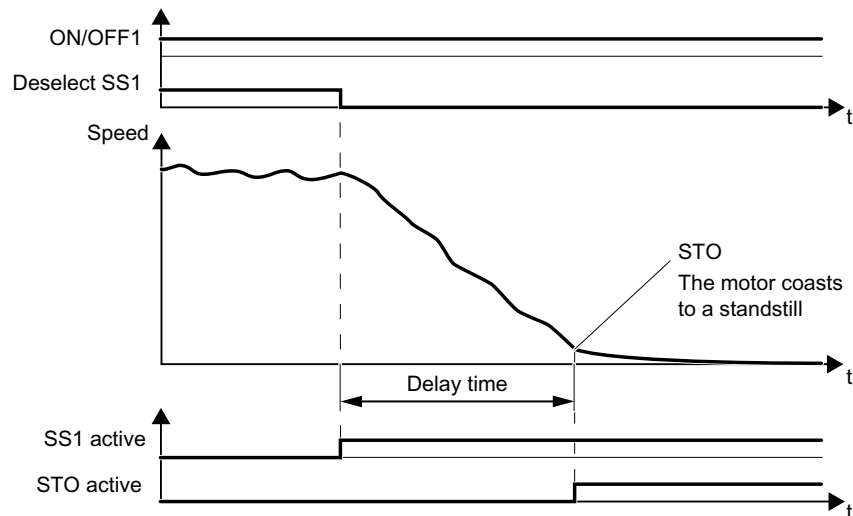 ON/OFF1
Deselect SS1
t
Speed
STO
The motor coasts
to a standstill
t
Delay time
SS1 active
STO active
t